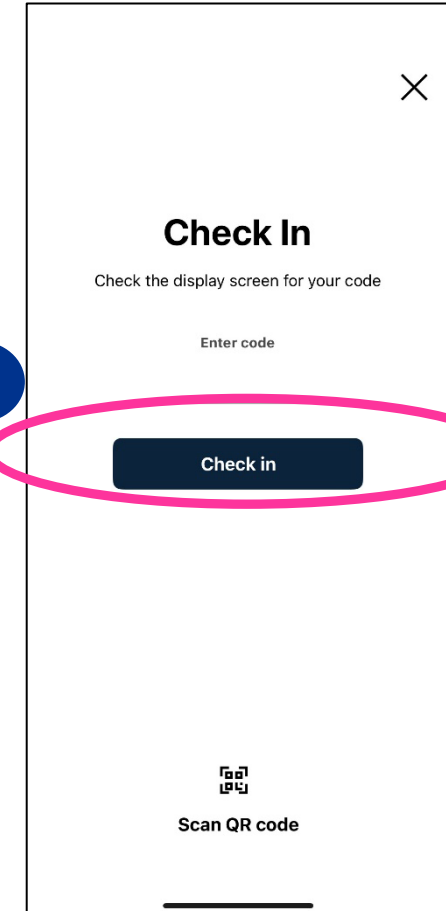 Check In
Check the display screen for your code
Enter code
Check in
Scan QR code